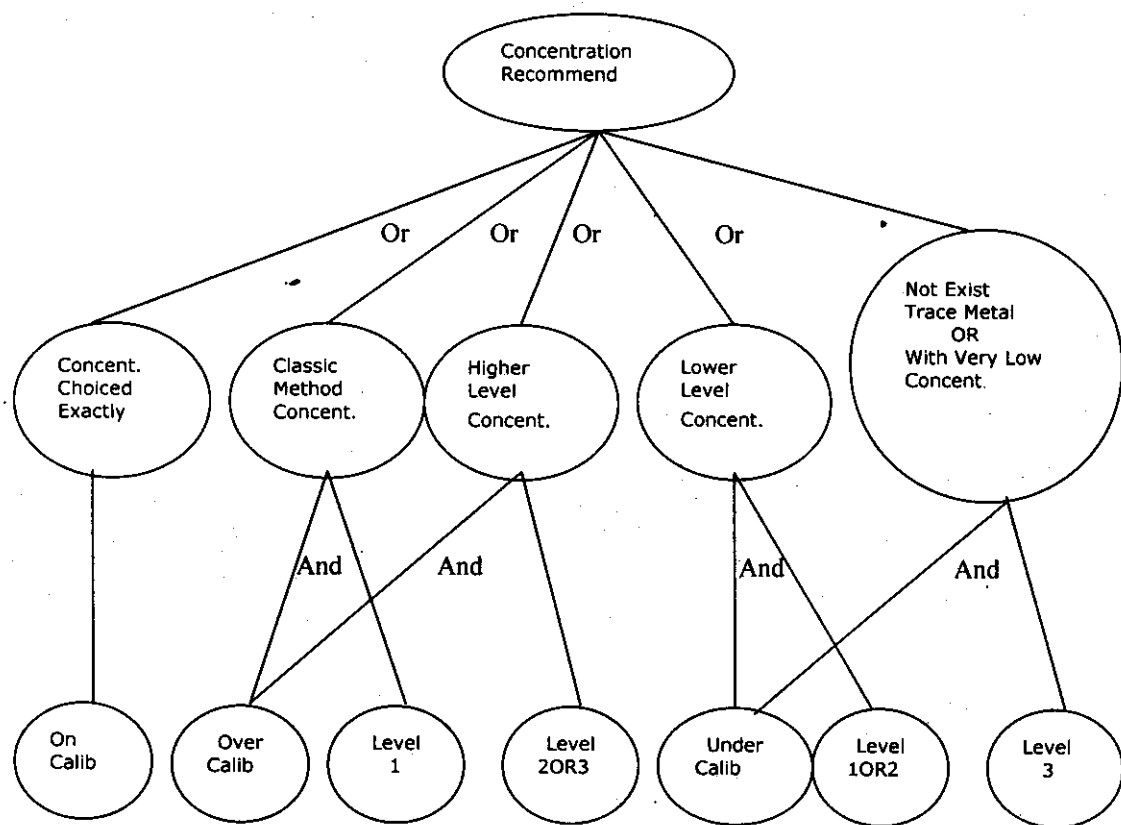 Concentration
Recommend
Or
Or
Or
Or
Concent.
Choiced
Exactly
Classic
Method
Concent.
Higher
Level
Concent.
Lower
Level
Concent.
Not Exist
Trace Metal
OR
With Very Low
Concent.
And
And
And
And
On
Calib
Over
Calib
Level
1
Level
2OR3
Under
Calib
Level
1OR2
Level
3